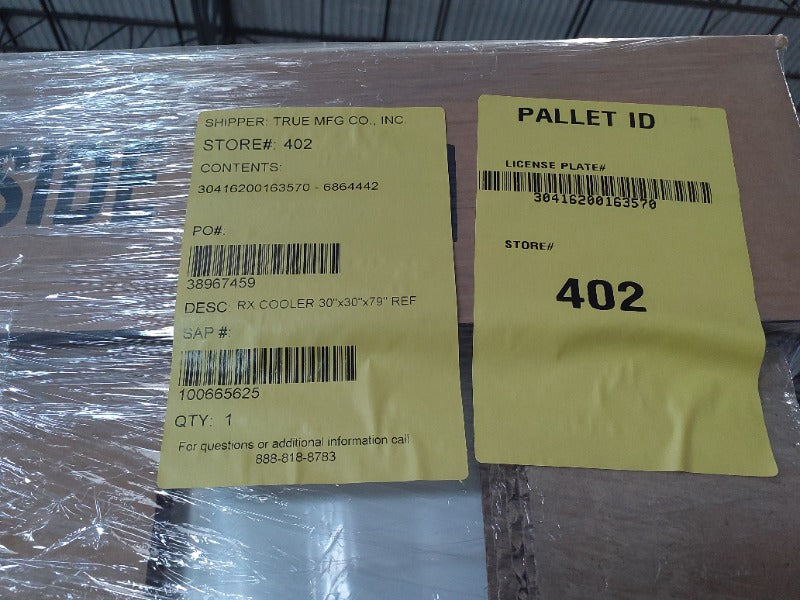 SIDE
SHIPPER: TRUE MFG CO., INC
STORE#: 402
CONTENTS:
30416200163570 - 6864442
PO#:
38967459
DESC: RX COOLER 30"x30"x79" REF
SAP #:
100665625
QTY: 1
For questions or additional information call
888-818-8783
PALLET ID
LICENSE PLATE#
30416200163570
STORE#
402